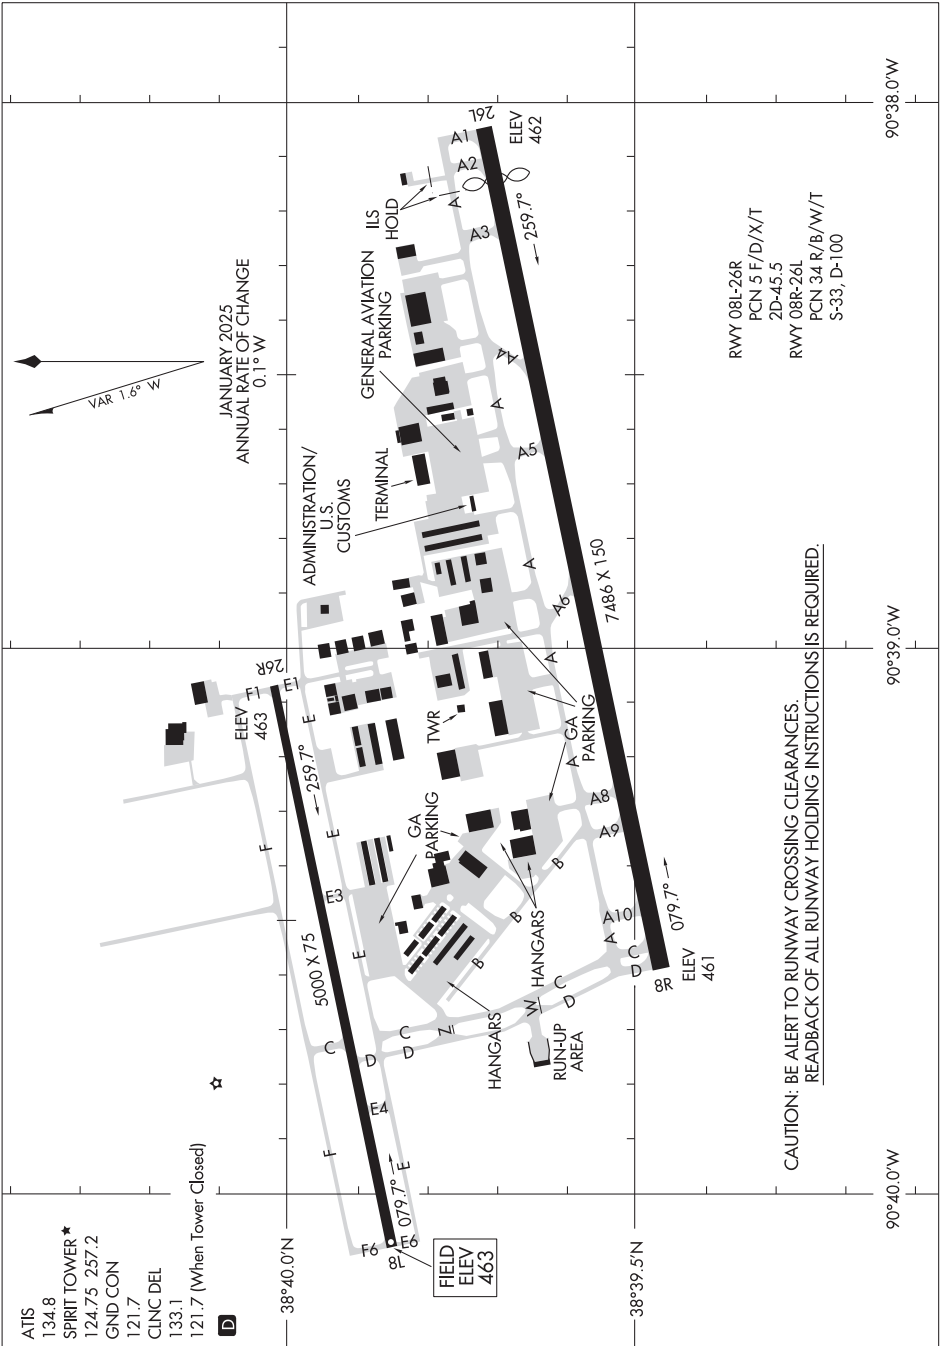 ATIS
134.8
SPIRIT TOWER ★
124.75 257.2
GND CON
121.7
CLNC DEL
133.1
121.7 (When Tower Closed)
D
VAR 1.6° W
JANUARY 2025
ANNUAL RATE OF CHANGE
0.1° W
38°40.0'N
38°39.5'N
90°40.0'W
90°39.0'W
90°38.0'W
F6
8L
E6
FIELD
ELEV
463
079.7°
F
E
E4
C
D
5000 X 75
E3
E
F
E
259.7°
E
F1
26R
E1
ELEV
463
ADMINISTRATION/
U.S.
CUSTOMS
TERMINAL
GENERAL AVIATION
PARKING
ILS
HOLD
TWR
GA
PARKING
GA
PARKING
HANGARS
HANGARS
RUN-UP
AREA
C
D
Z
W
C
D
B
B
B
C
D
8R
ELEV
461
079.7°
A
A10
A9
A8
A
A
A6
A
7486 X 150
A5
A
A4
A3
A
A2
A1
259.7°
26L
ELEV
462
RWY 08L-26R
PCN 5 F/D/X/T
2D-45.5
RWY 08R-26L
PCN 34 R/B/W/T
S-33, D-100
CAUTION: BE ALERT TO RUNWAY CROSSING CLEARANCES.
READBACK OF ALL RUNWAY HOLDING INSTRUCTIONS IS REQUIRED.